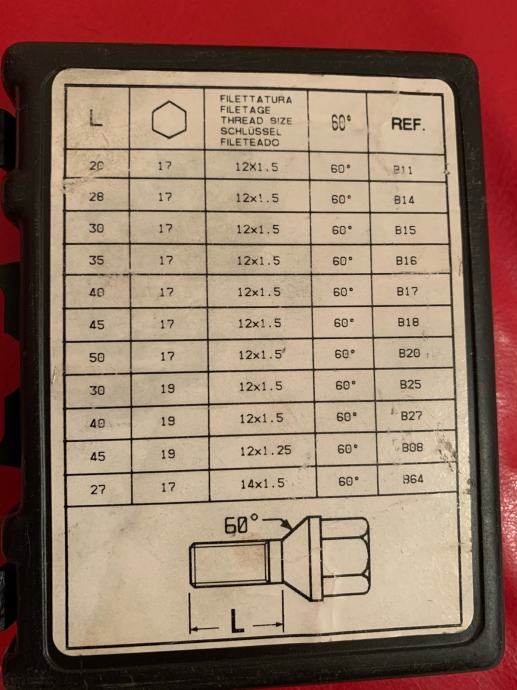 L FILETTATURA 60° REF.
FILETAGE
THREAD SIZE
SCHLÜSSEL
FILETEADO
20 17 12X1.5 60° B11
28 17 12x1.5 60° B14
30 17 12x1.5 60° B15
35 17 12x1.5 60° B16
40 17 12x1.5 60° B17
45 17 12x1.5 60° B18
50 17 12x1.5 60° B20
30 19 12x1.5 60° B25
40 19 12x1.5 60° B27
45 19 12x1.25 60° B08
27 17 14x1.5 60° B64
60°
L